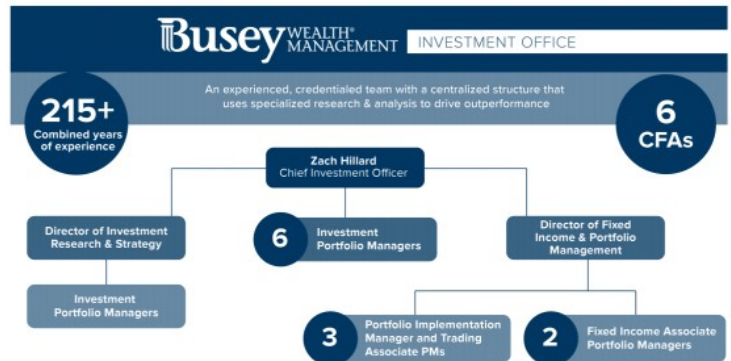 Busey WEALTH® MANAGEMENT INVESTMENT OFFICE
An experienced, credentialed team with a centralized structure that
uses specialized research & analysis to drive outperformance
215+
Combined years
of experience
6
CFAs
Zach Hillard
Chief Investment Officer
Director of Investment
Research & Strategy
6
Investment
Portfolio Managers
Director of Fixed
Income & Portfolio
Management
Investment
Portfolio Managers
3
Portfolio Implementation
Manager and Trading
Associate PMs
2
Fixed Income Associate
Portfolio Managers